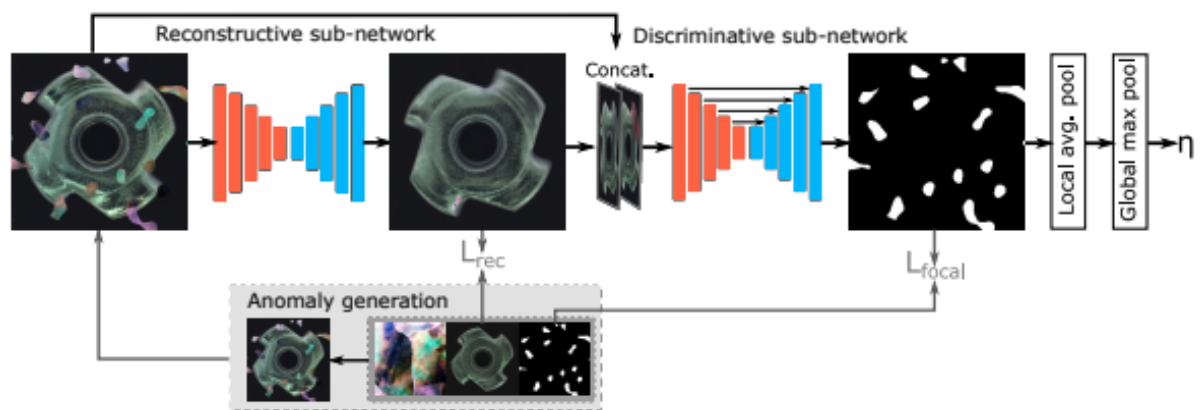 Reconstructive sub-network
Discriminative sub-network
Concat.
Local avg. pool
Global max pool
η
Lrec
Lfocal
Anomaly generation